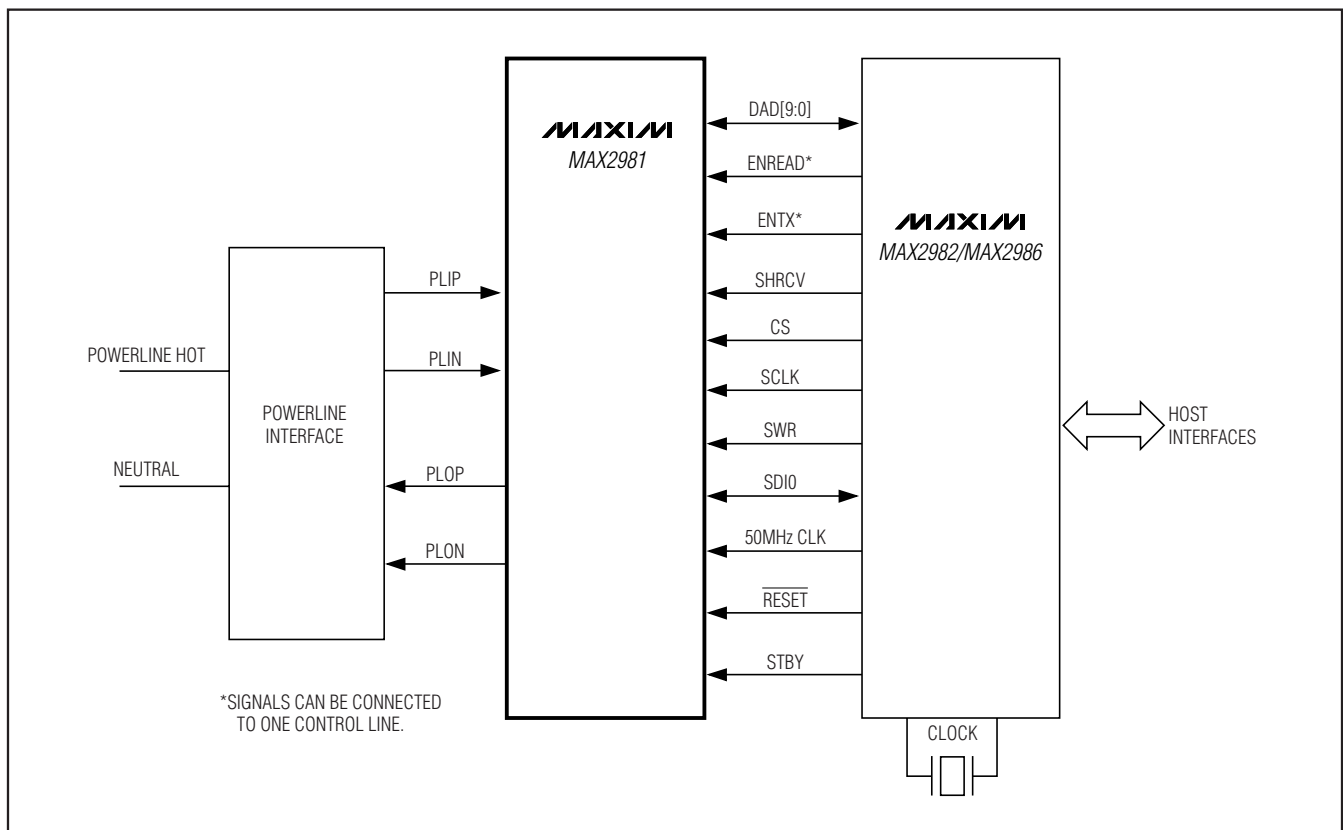 MAXIM
MAX2981
MAXIM
MAX2982/MAX2986
DAD[9:0]
ENREAD*
ENTX*
SHRCV
CS
SCLK
SWR
SDI0
50MHz CLK
RESET
STBY
PLIP
PLIN
PLOP
PLON
POWERLINE HOT
NEUTRAL
POWERLINE
INTERFACE
HOST
INTERFACES
CLOCK
*SIGNALS CAN BE CONNECTED
TO ONE CONTROL LINE.